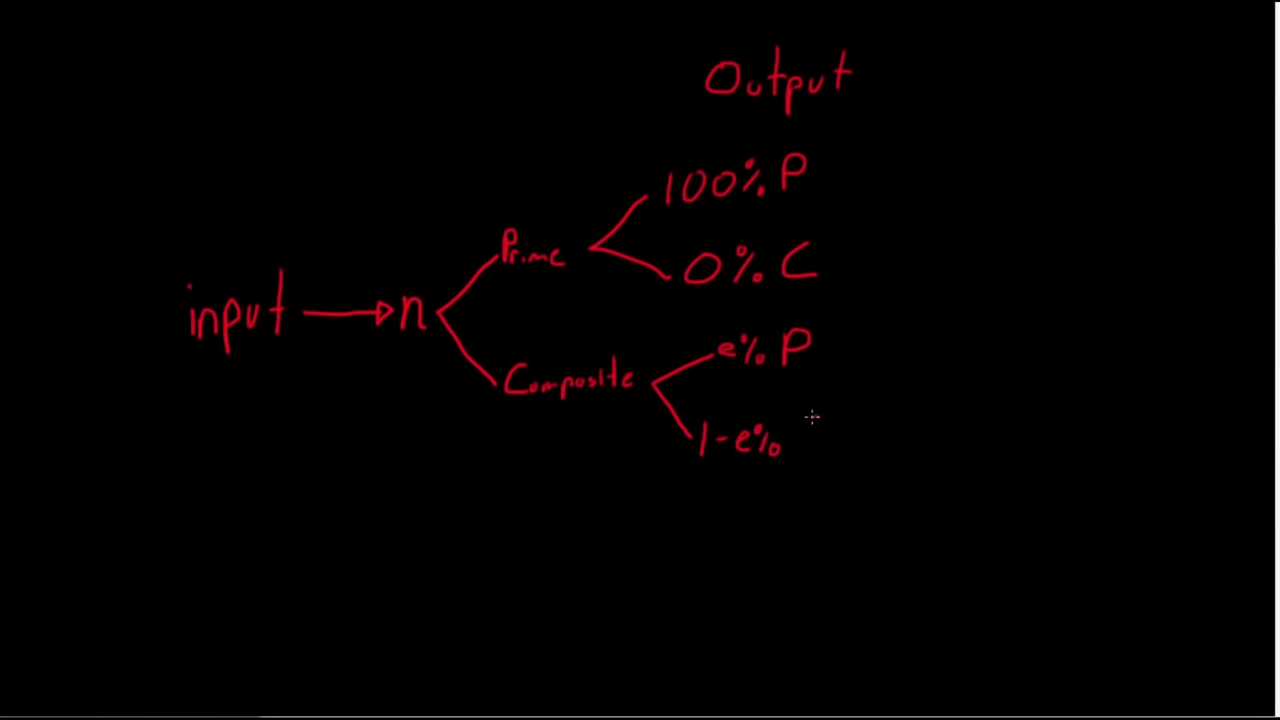 Output
100% P
Prime
0% C
input n
e% P
Composite
1-e%